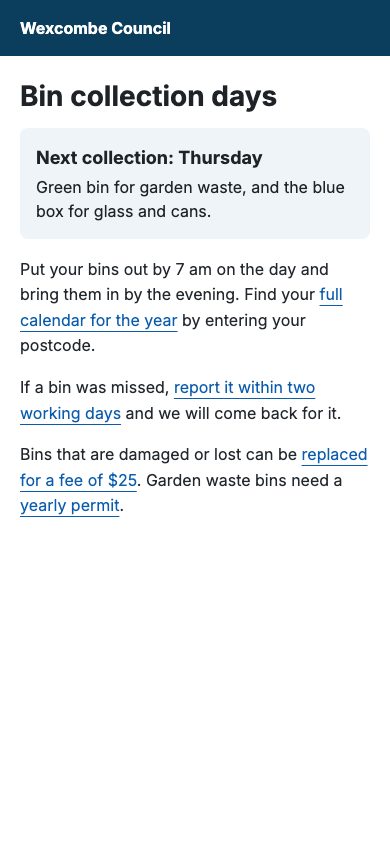 Wexcombe Council
Bin collection days
Next collection: Thursday
Green bin for garden waste, and the blue
box for glass and cans.
Put your bins out by 7 am on the day and
bring them in by the evening. Find your full
calendar for the year by entering your
postcode.
If a bin was missed, report it within two
working days and we will come back for it.
Bins that are damaged or lost can be replaced
for a fee of $25. Garden waste bins need a
yearly permit.